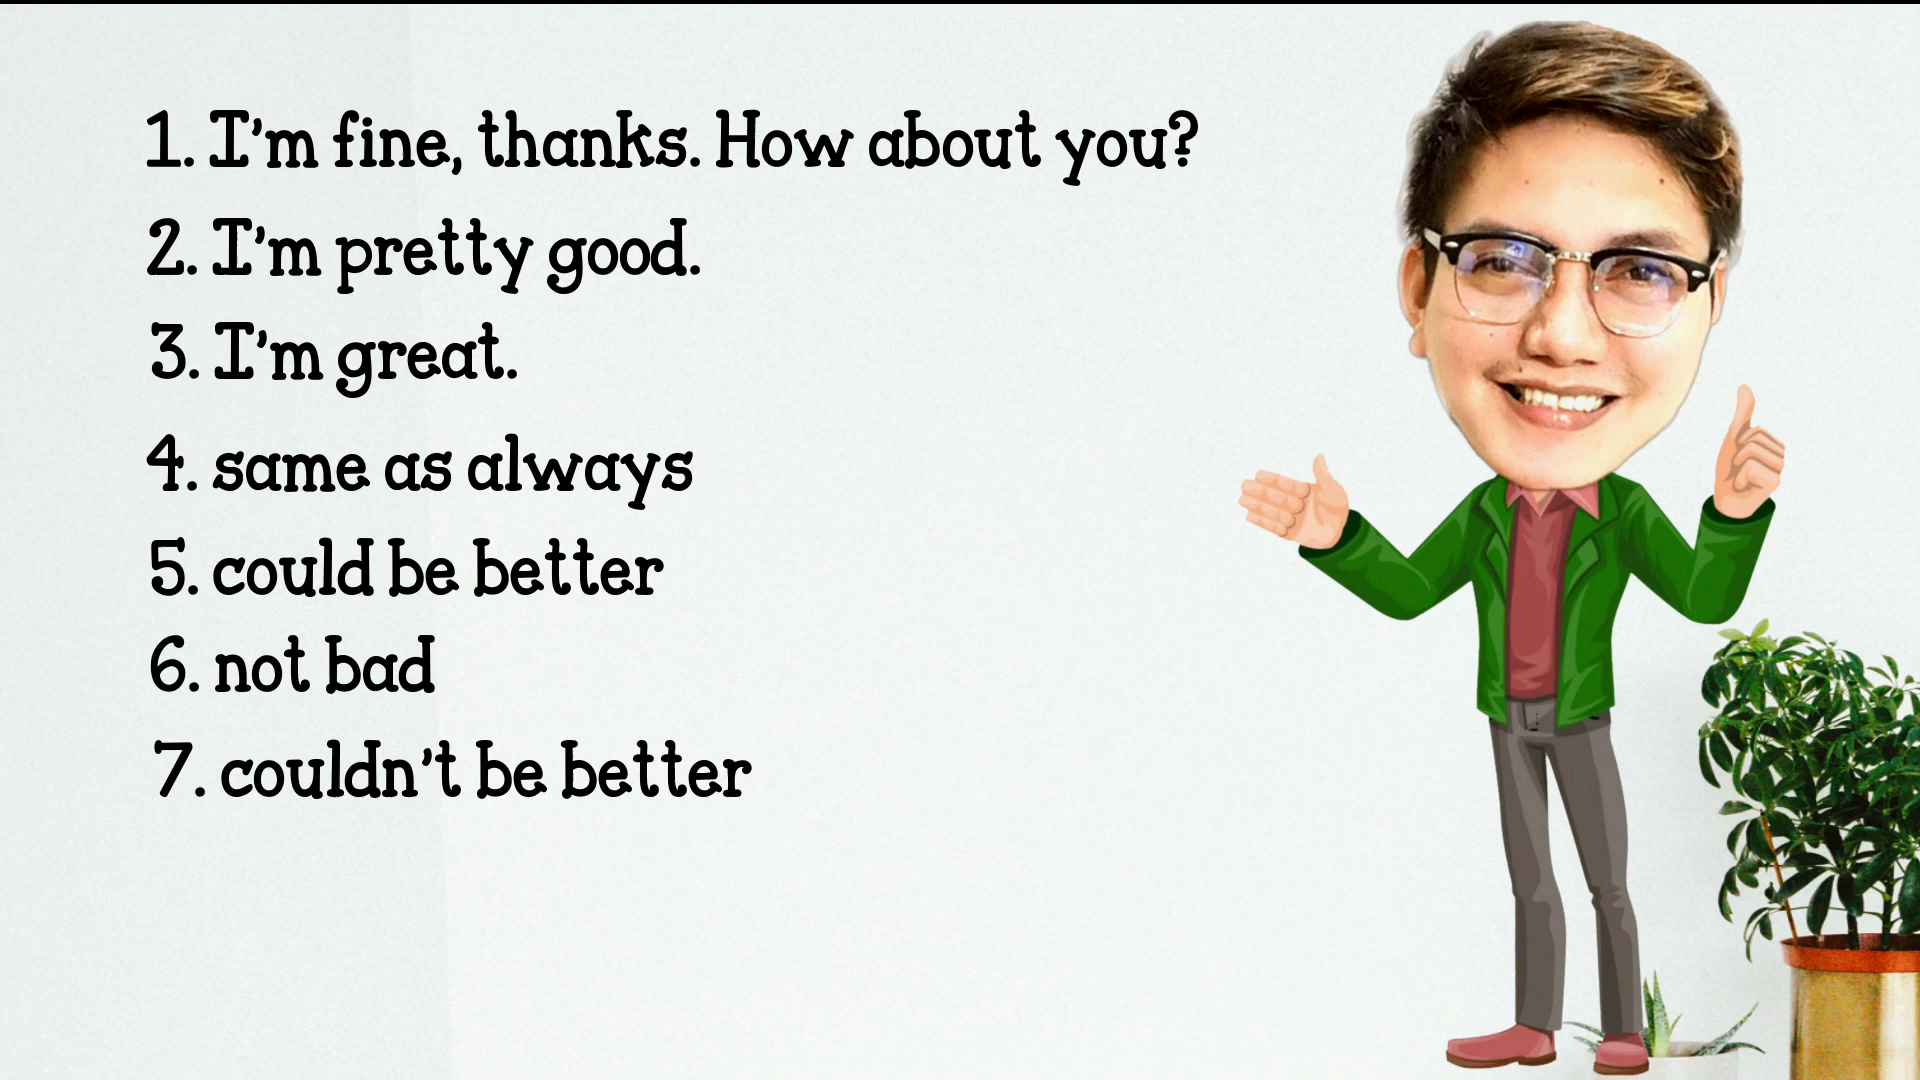 1. I'm fine, thanks. How about you?
2. I'm pretty good.
3. I'm great.
4. same as always
5. could be better
6. not bad
7. couldn't be better